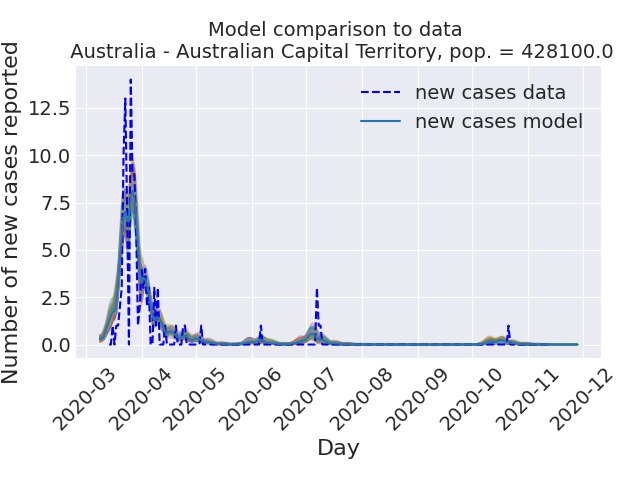 Model comparison to data
Australia - Australian Capital Territory, pop. = 428100.0
Number of new cases reported
12.5
10.0
7.5
5.0
2.5
0.0
new cases data
new cases model
2020-03
2020-04
2020-05
2020-06
2020-07
2020-08
2020-09
2020-10
2020-11
2020-12
Day